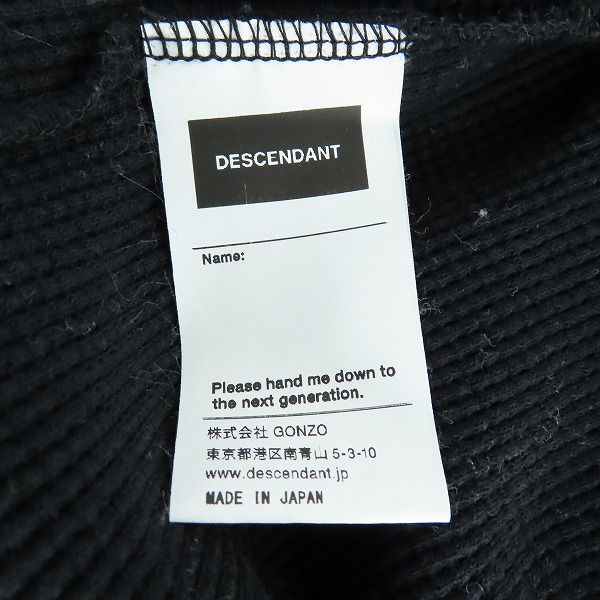 DESCENDANT
Name:
Please hand me down to
the next generation.
株式会社 GONZO
東京都港区南青山 5-3-10
www.descendant.jp
MADE IN JAPAN